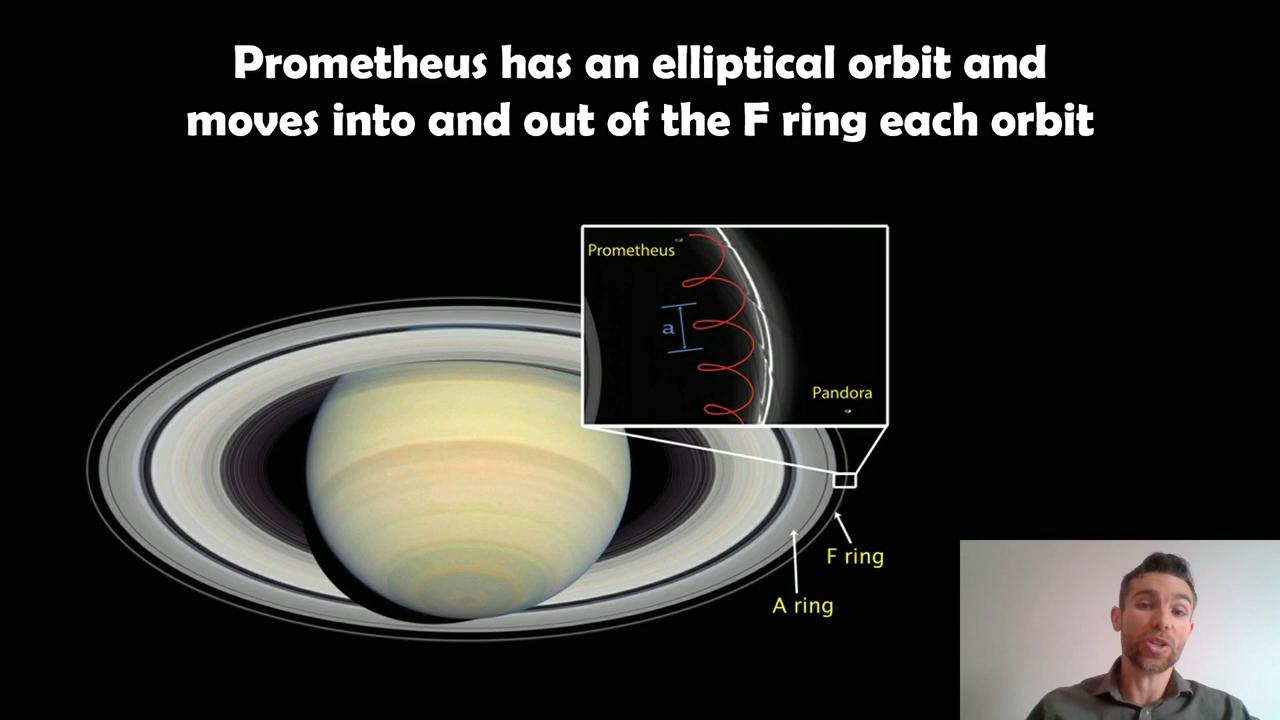 Prometheus has an elliptical orbit and
moves into and out of the F ring each orbit
Prometheus
a
Pandora
F ring
A ring